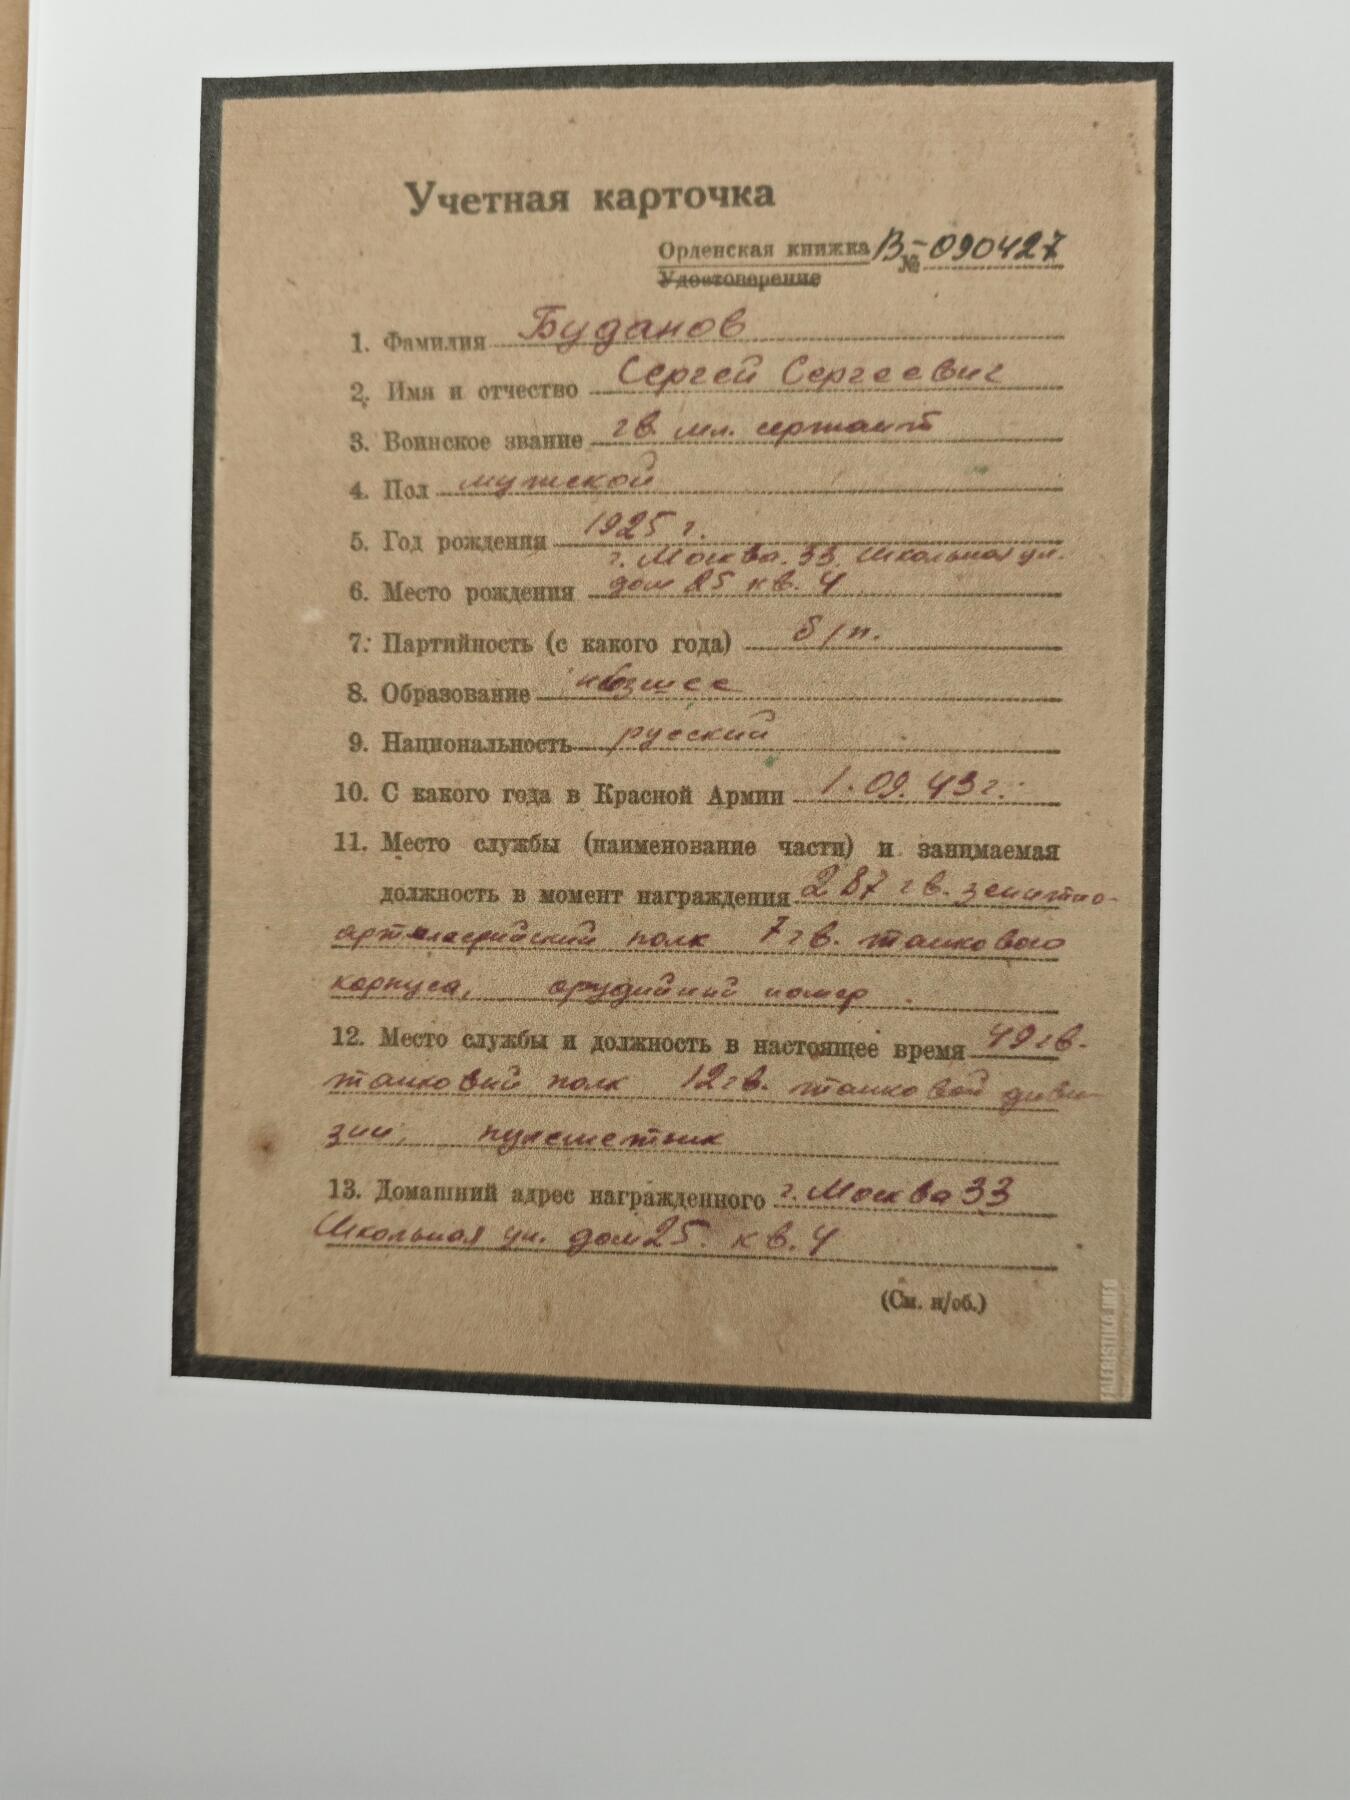 Учетная карточка
Орденская книжка В-№ 090427
Удостоверение
1. Фамилия Буданов
2. Имя и отчество Сергей Сергеевич
3. Воинское звание гв. мл. сержант
4. Пол мужской
5. Год рождения 1925 г.
г. Москва. 33. Школьная ул.
6. Место рождения дом 25 кв. 4
7. Партийность (с какого года) б/п.
8. Образование низшее
9. Национальность русский
10. С какого года в Красной Армии 1.09.43 г.
11. Место службы (наименование части) и занимаемая
должность в момент награждения 287 гв. зенитно-
артиллерийский полк 7 гв. танкового
корпуса, орудийный номер.
12. Место службы и должность в настоящее время 49 гв.
танковый полк 12 гв. танковой диви-
зии, пулеметчик
13. Домашний адрес награжденного г. Москва 33
Школьная ул. дом 25. кв. 4
(См. н/об.)
FALERISTIKA.INFO